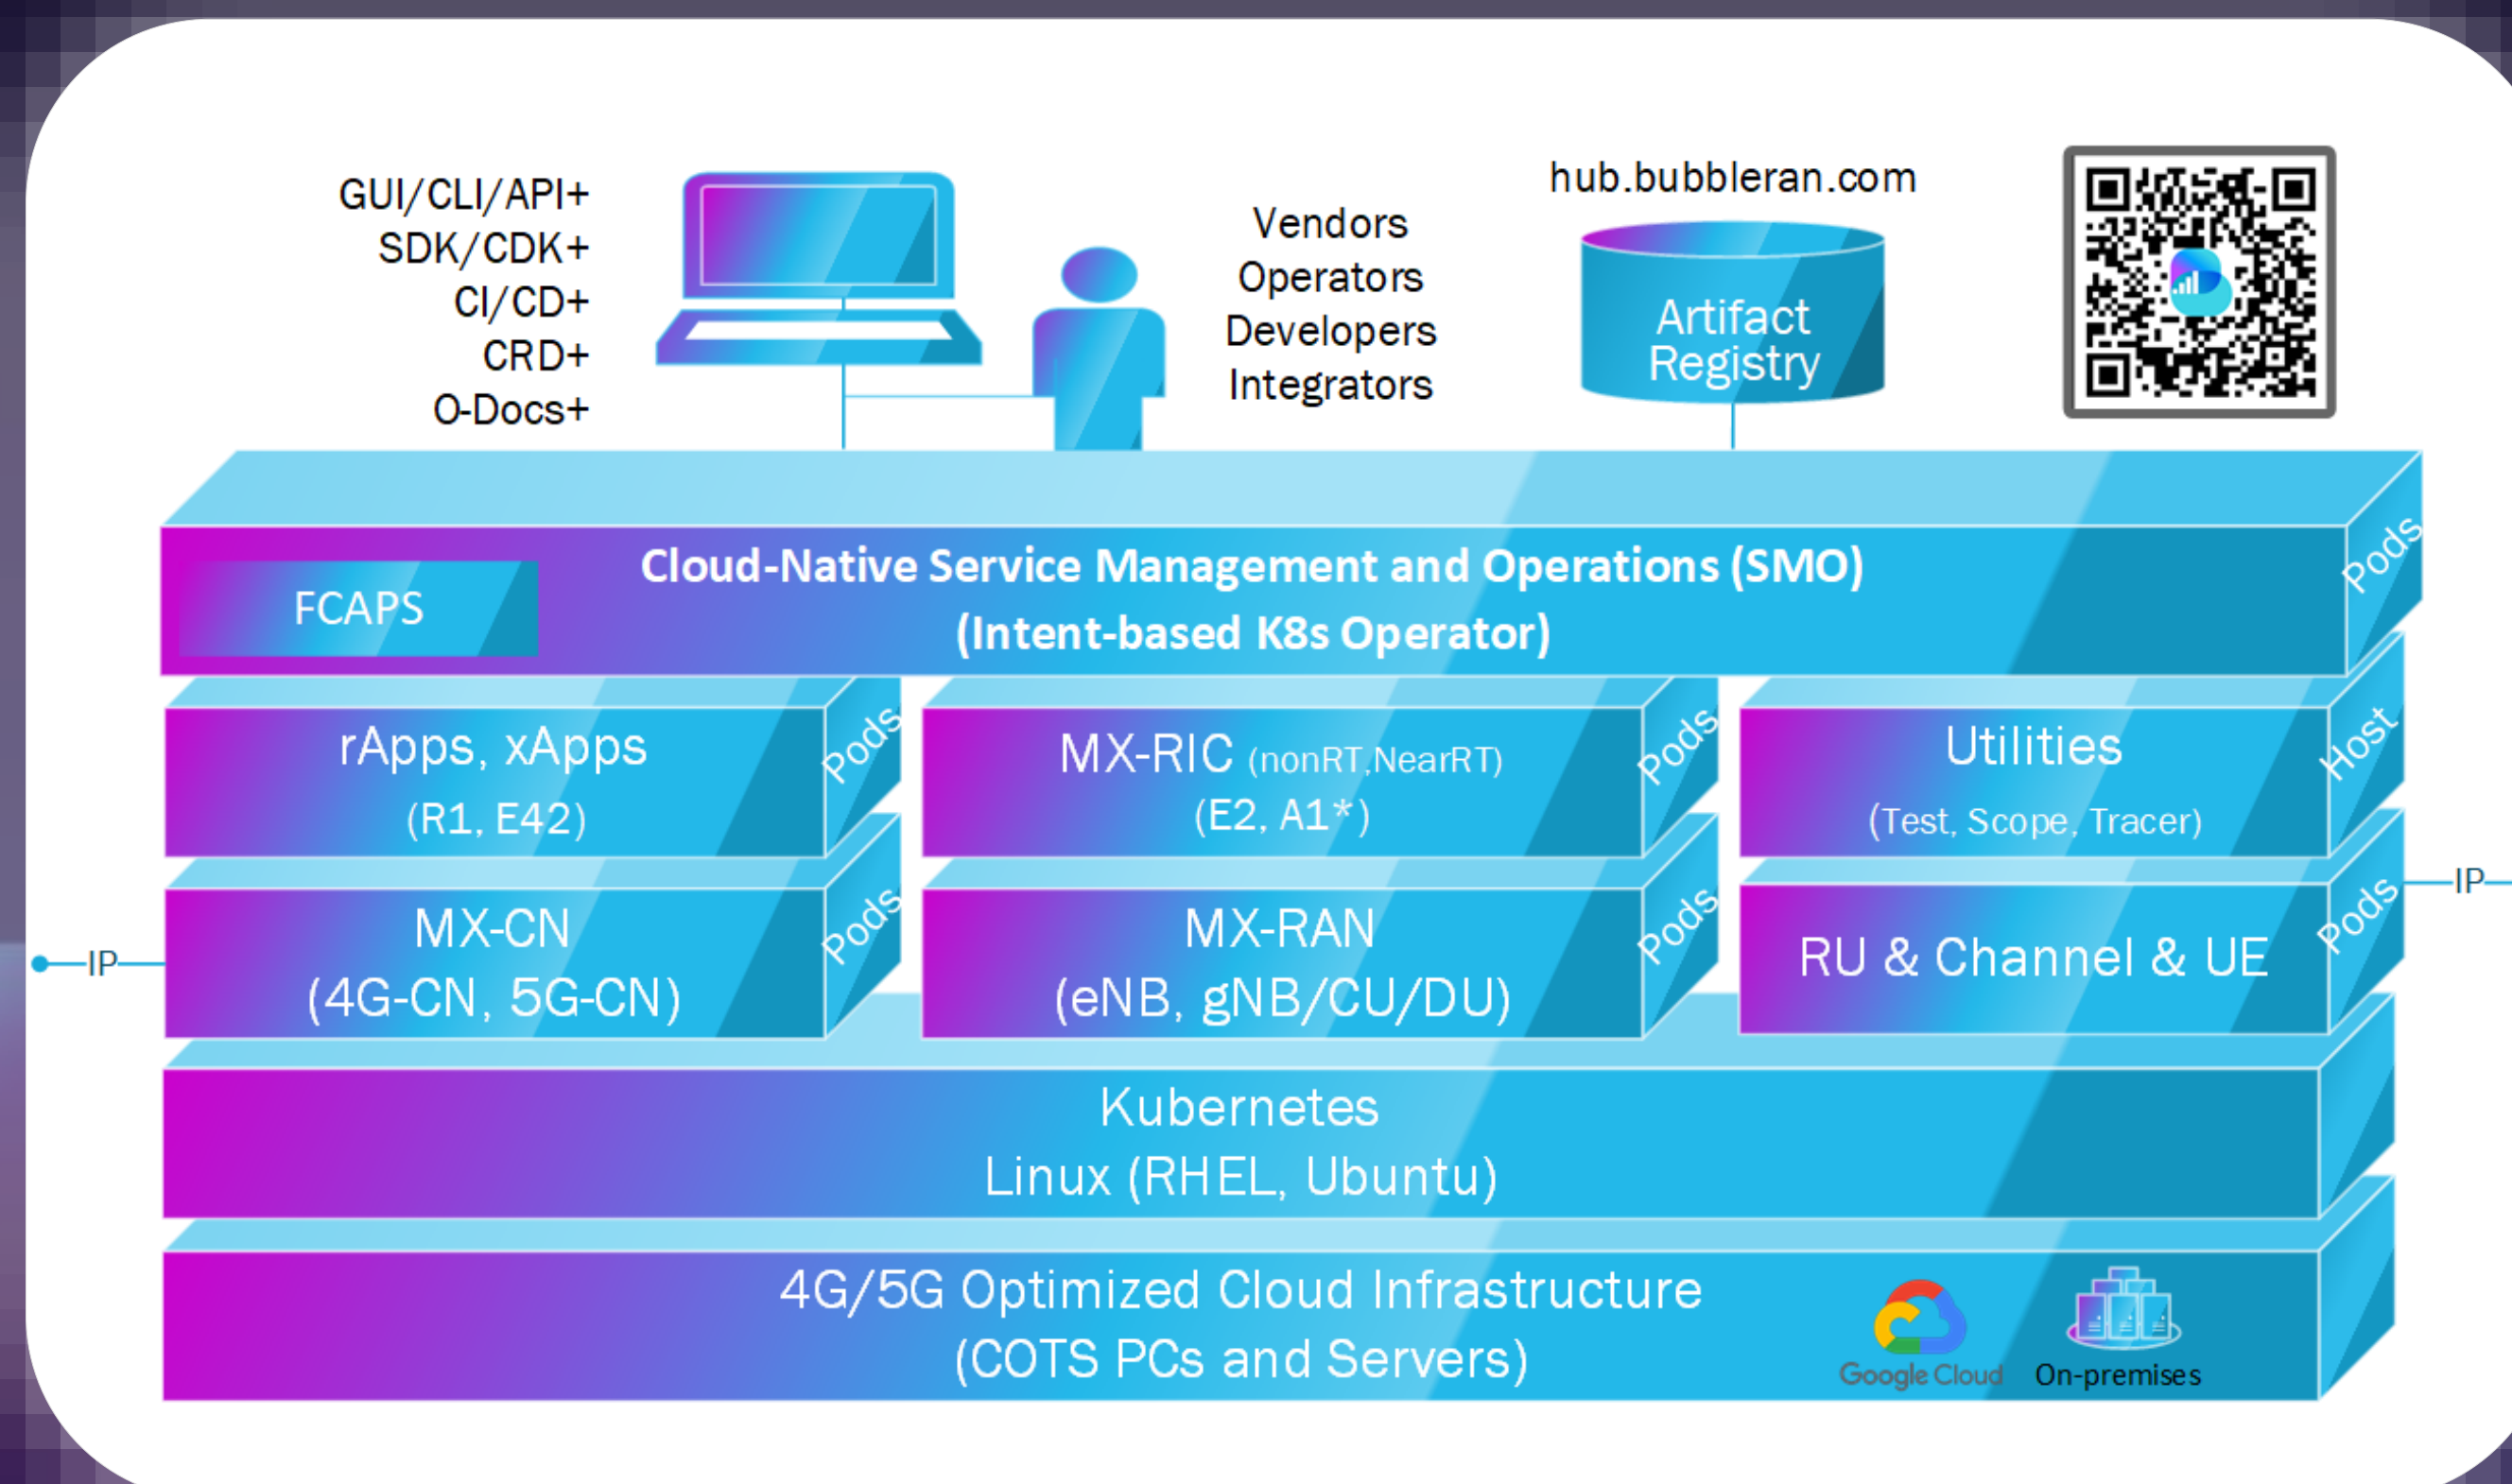 hub.bubbleran.com
GUI/CLI/API+
SDK/CDK+
CI/CD+
CRD+
O-Docs+
Vendors
Operators
Developers
Integrators
Artifact
Registry
Cloud-Native Service Management and Operations (SMO)
(Intent-based K8s Operator)
FCAPS
Pods
rApps, xApps
(R1, E42)
Pods
MX-RIC (nonRT,NearRT)
(E2, A1*)
Pods
Utilities
(Test, Scope, Tracer)
Host
IP
MX-CN
(4G-CN, 5G-CN)
Pods
MX-RAN
(eNB, gNB/CU/DU)
Pods
RU & Channel & UE
Pods
IP
Kubernetes
Linux (RHEL, Ubuntu)
4G/5G Optimized Cloud Infrastructure
(COTS PCs and Servers)
Google Cloud
On-premises